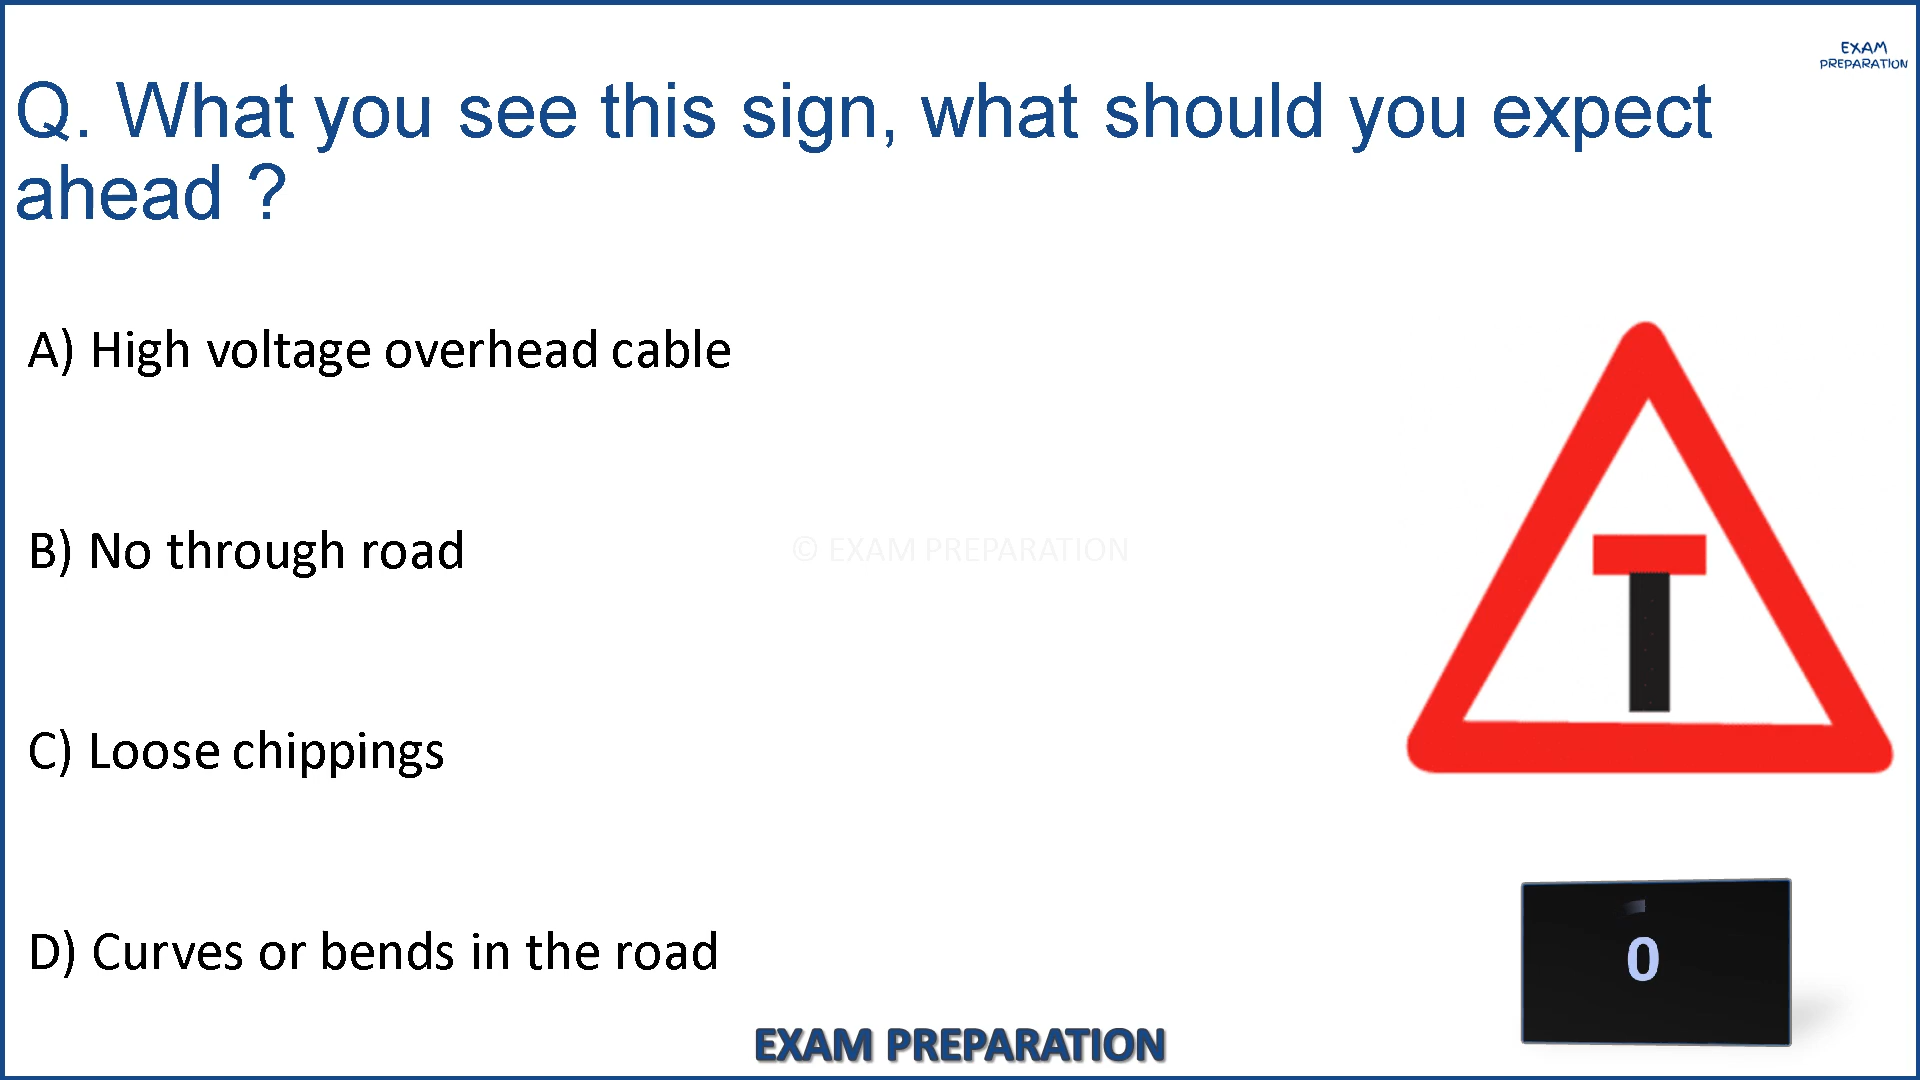 EXAM
PREPARATION
Q. What you see this sign, what should you expect
ahead ?
A) High voltage overhead cable
B) No through road
© EXAM PREPARATION
C) Loose chippings
D) Curves or bends in the road
0
EXAM PREPARATION